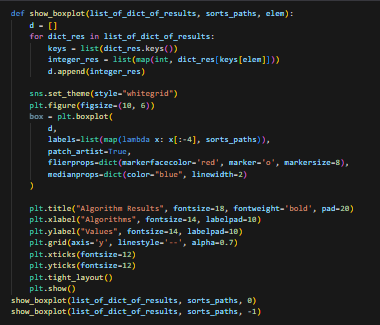 def show_boxplot(list_of_dict_of_results, sorts_paths, elem):
    d = []
    for dict_res in list_of_dict_of_results:
        keys = list(dict_res.keys())
        integer_res = list(map(int, dict_res[keys[elem]]))
        d.append(integer_res)

    sns.set_theme(style="whitegrid")
    plt.figure(figsize=(10, 6))
    box = plt.boxplot(
        d,
        labels=list(map(lambda x: x[:-4], sorts_paths)),
        patch_artist=True,
        flierprops=dict(markerfacecolor='red', marker='o', markersize=8),
        medianprops=dict(color="blue", linewidth=2)
    )

    plt.title("Algorithm Results", fontsize=18, fontweight='bold', pad=20)
    plt.xlabel("Algorithms", fontsize=14, labelpad=10)
    plt.ylabel("Values", fontsize=14, labelpad=10)
    plt.grid(axis='y', linestyle='--', alpha=0.7)
    plt.xticks(fontsize=12)
    plt.yticks(fontsize=12)
    plt.tight_layout()
    plt.show()
show_boxplot(list_of_dict_of_results, sorts_paths, 0)
show_boxplot(list_of_dict_of_results, sorts_paths, -1)